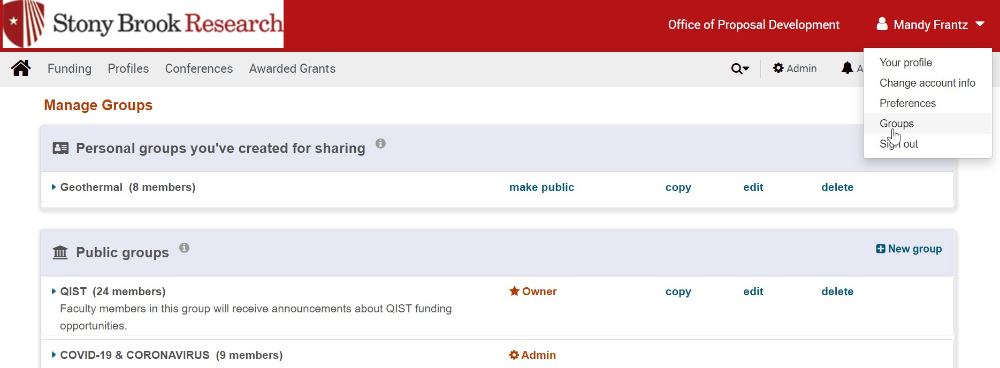 Stony Brook Research
Office of Proposal Development
Mandy Frantz
Funding
Profiles
Conferences
Awarded Grants
Admin
A
Your profile
Change account info
Preferences
Groups
Sign out
Manage Groups
Personal groups you've created for sharing
Geothermal (8 members)
make public
copy
edit
delete
Public groups
New group
QIST (24 members)
Owner
copy
edit
delete
Faculty members in this group will receive announcements about QIST funding
opportunities.
COVID-19 & CORONAVIRUS (9 members)
Admin